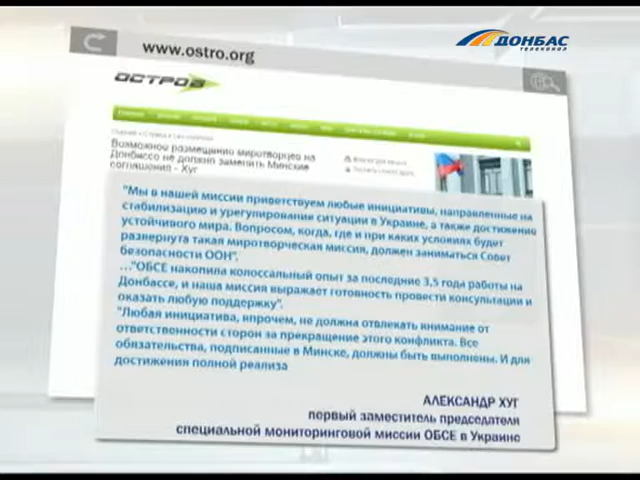 www.ostro.org
ДОНБАС
ТЕЛЕКАНАЛ
ОСТРОВ
Возможное размещению миротворцев на
Донбассе не должно заменить Минские
соглашения - Хуг
"Мы в нашей миссии приветствуем любые инициативы, направленные на
стабилизацию и урегулирование ситуации в Украине, а также достижение
устойчивого мира. Вопросом, когда, где и при каких условиях будет
развернута такая миротворческая миссия, должен заниматься Совет
безопасности ООН".
..."ОБСЕ накопила колоссальный опыт за последние 3,5 года работы на
Донбассе, и наша миссия выражает готовность провести консультации и
оказать любую поддержку".
"Любая инициатива, впрочем, не должна отвлекать внимание от
ответственности сторон за прекращение этого конфликта. Все
обязательства, подписанные в Минске, должны быть выполнены. И для
достижения полной реализа
АЛЕКСАНДР ХУГ
первый заместитель председателя
специальной мониторинговой миссии ОБСЕ в Украине